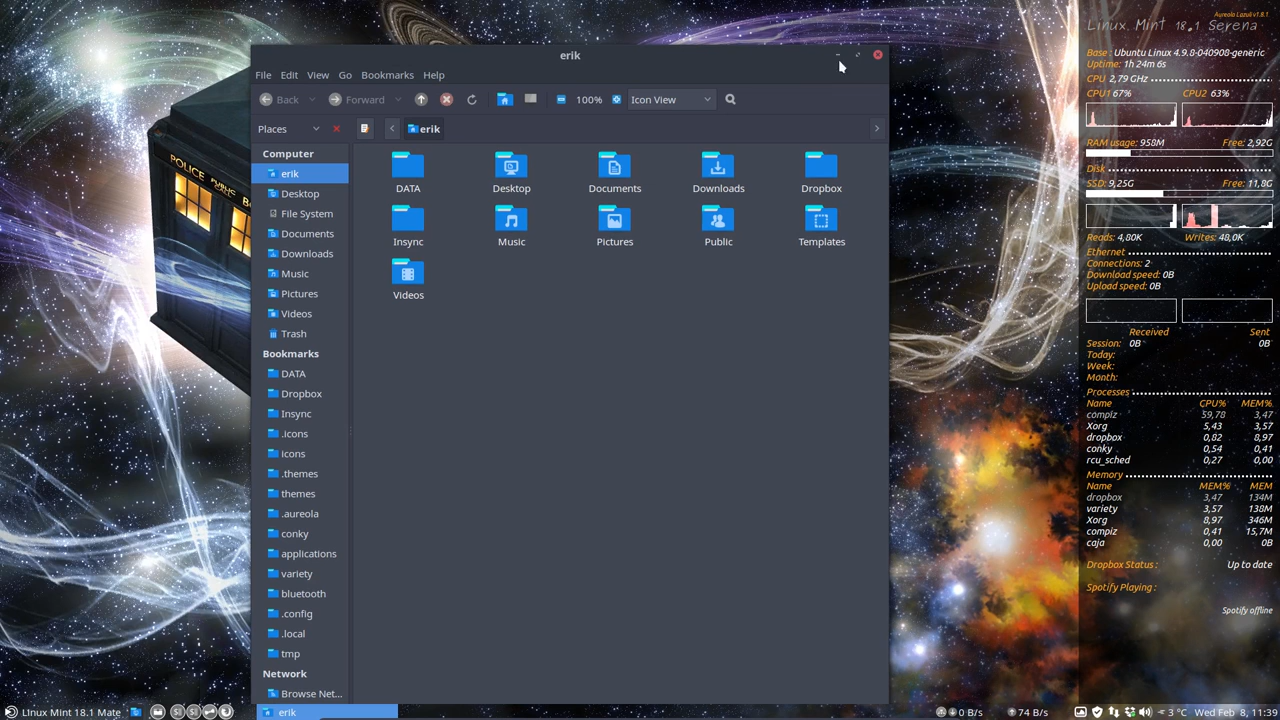 POLICE PUBLIC
erik
File Edit View Go Bookmarks Help
Back Forward 100% Icon View
Places erik
Computer
erik
Desktop
File System
Documents
Downloads
Music
Pictures
Videos
Trash
Bookmarks
DATA
Dropbox
Insync
.icons
icons
.themes
themes
.aureola
conky
applications
variety
bluetooth
.config
.local
tmp
Network
Browse Net...
DATA Desktop Documents Downloads Dropbox
Insync Music Pictures Public Templates
Videos
Aureola Lazuli v1.8.1
Linux Mint 18.1 Serena
Base : Ubuntu Linux 4.9.8-040908-generic
Uptime: 1h 24m 6s
CPU 2,79 GHz
CPU1 67% CPU2 63%
RAM usage: 958M Free: 2,92G
Disk
SSD: 9,25G Free: 11,8G
Reads: 4,80K Writes: 48,0K
Ethernet
Connections: 2
Download speed: 0B
Upload speed: 0B
Received Sent
Session: 0B 0B
Today:
Week:
Month:
Processes
Name CPU% MEM%
compiz 59,78 3,47
Xorg 5,43 3,57
dropbox 0,82 8,97
conky 0,54 0,41
rcu_sched 0,27 0,00
Memory
Name MEM% MEM
dropbox 3,47 134M
variety 3,57 138M
Xorg 8,97 346M
compiz 0,41 15,7M
caja 0,00 0B
Dropbox Status : Up to date
Spotify Playing :
Spotify offline
LInux Mint 18.1 Mate erik 0 B/s 74 B/s 3 °C Wed Feb 8, 11:39